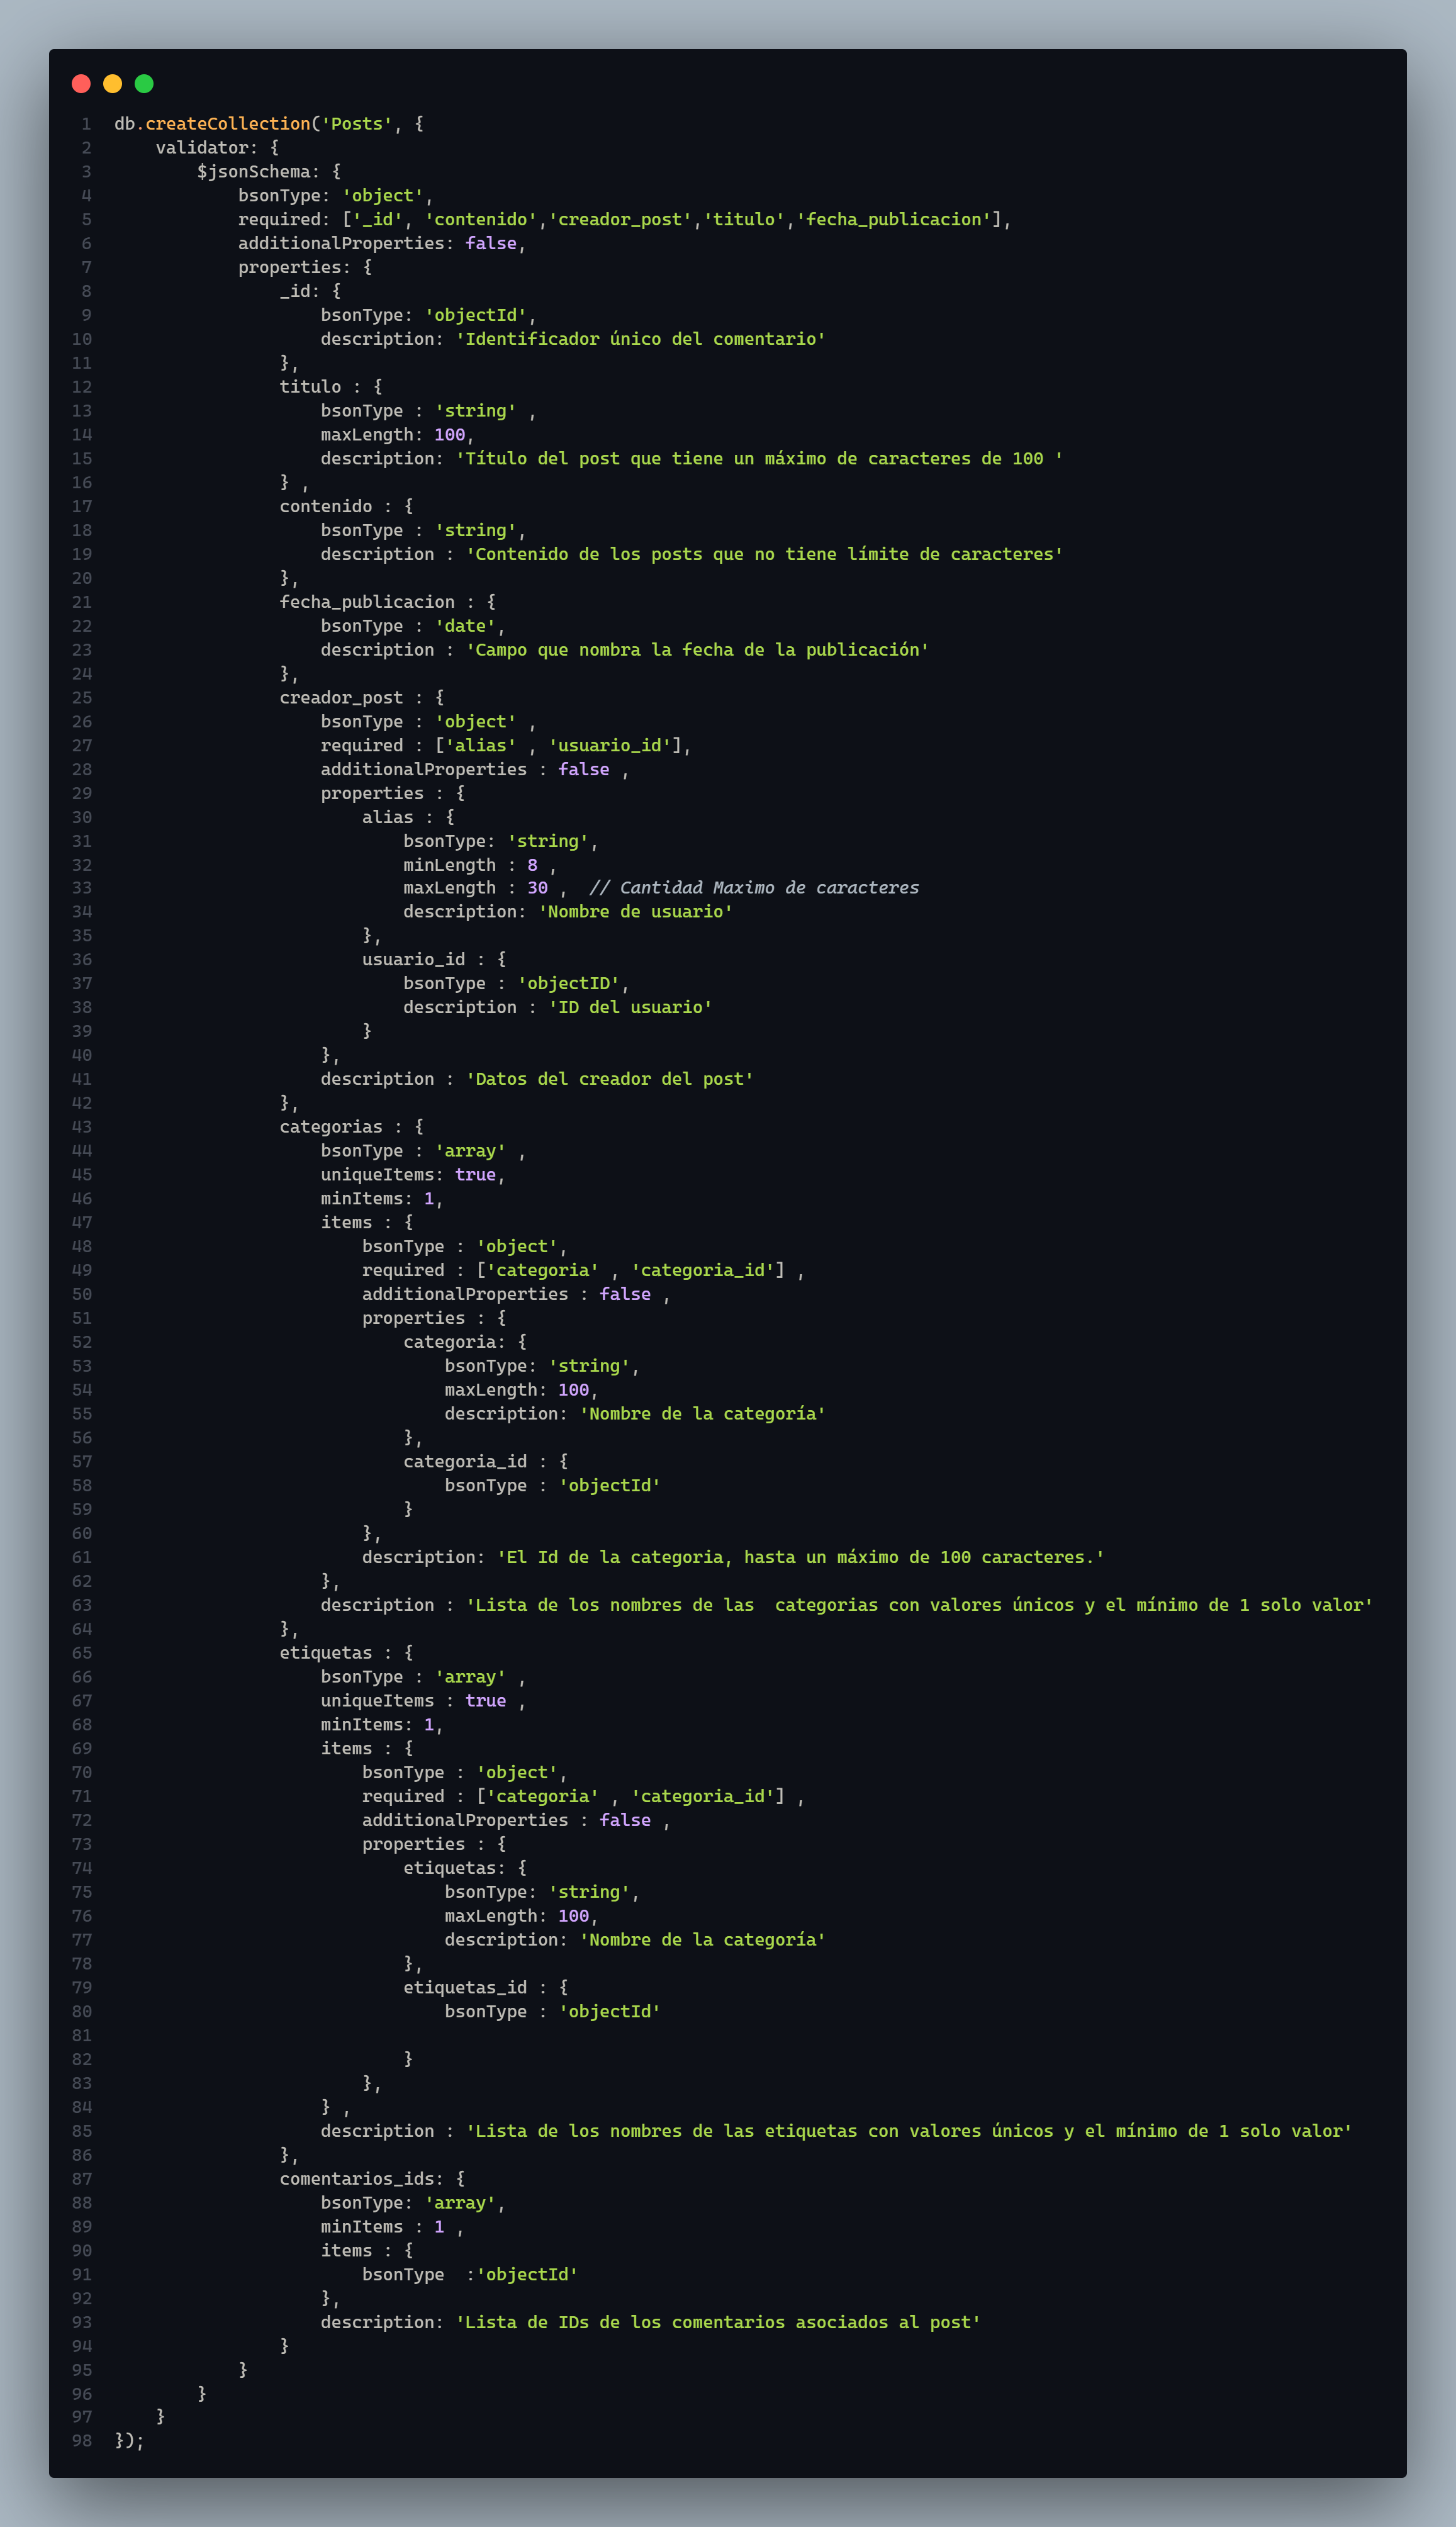 1 db.createCollection('Posts', {
2     validator: {
3         $jsonSchema: {
4             bsonType: 'object',
5             required: ['_id', 'contenido','creador_post','titulo','fecha_publicacion'],
6             additionalProperties: false,
7             properties: {
8                 _id: {
9                     bsonType: 'objectId',
10                     description: 'Identificador único del comentario'
11                 },
12                 titulo : {
13                     bsonType : 'string' ,
14                     maxLength: 100,
15                     description: 'Título del post que tiene un máximo de caracteres de 100 '
16                 } ,
17                 contenido : {
18                     bsonType : 'string',
19                     description : 'Contenido de los posts que no tiene límite de caracteres'
20                 },
21                 fecha_publicacion : {
22                     bsonType : 'date',
23                     description : 'Campo que nombra la fecha de la publicación'
24                 },
25                 creador_post : {
26                     bsonType : 'object' ,
27                     required : ['alias' , 'usuario_id'],
28                     additionalProperties : false ,
29                     properties : {
30                         alias : {
31                             bsonType: 'string',
32                             minLength : 8 ,
33                             maxLength : 30 ,  // Cantidad Maximo de caracteres
34                             description: 'Nombre de usuario'
35                         },
36                         usuario_id : {
37                             bsonType : 'objectID',
38                             description : 'ID del usuario'
39                         }
40                     },
41                     description : 'Datos del creador del post'
42                 },
43                 categorias : {
44                     bsonType : 'array' ,
45                     uniqueItems: true,
46                     minItems: 1,
47                     items : {
48                         bsonType : 'object',
49                         required : ['categoria' , 'categoria_id'] ,
50                         additionalProperties : false ,
51                         properties : {
52                             categoria: {
53                                 bsonType: 'string',
54                                 maxLength: 100,
55                                 description: 'Nombre de la categoría'
56                             },
57                             categoria_id : {
58                                 bsonType : 'objectId'
59                             }
60                         },
61                         description: 'El Id de la categoria, hasta un máximo de 100 caracteres.'
62                     },
63                     description : 'Lista de los nombres de las  categorias con valores únicos y el mínimo de 1 solo valor'
64                 },
65                 etiquetas : {
66                     bsonType : 'array' ,
67                     uniqueItems : true ,
68                     minItems: 1,
69                     items : {
70                         bsonType : 'object',
71                         required : ['categoria' , 'categoria_id'] ,
72                         additionalProperties : false ,
73                         properties : {
74                             etiquetas: {
75                                 bsonType: 'string',
76                                 maxLength: 100,
77                                 description: 'Nombre de la categoría'
78                             },
79                             etiquetas_id : {
80                                 bsonType : 'objectId'
81
82                             }
83                         },
84                     } ,
85                     description : 'Lista de los nombres de las etiquetas con valores únicos y el mínimo de 1 solo valor'
86                 },
87                 comentarios_ids: {
88                     bsonType: 'array',
89                     minItems : 1 ,
90                     items : {
91                         bsonType  :'objectId'
92                     },
93                     description: 'Lista de IDs de los comentarios asociados al post'
94                 }
95             }
96         }
97     }
98 });